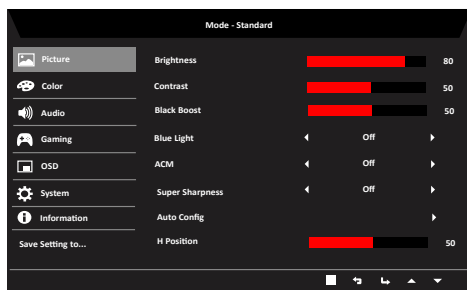 Mode - Standard
Picture
Brightness 80
Color
Contrast 50
Audio
Black Boost 50
Gaming
Blue Light Off
OSD
ACM Off
System
Super Sharpness Off
Information
Auto Config
Save Setting to...
H Position 50